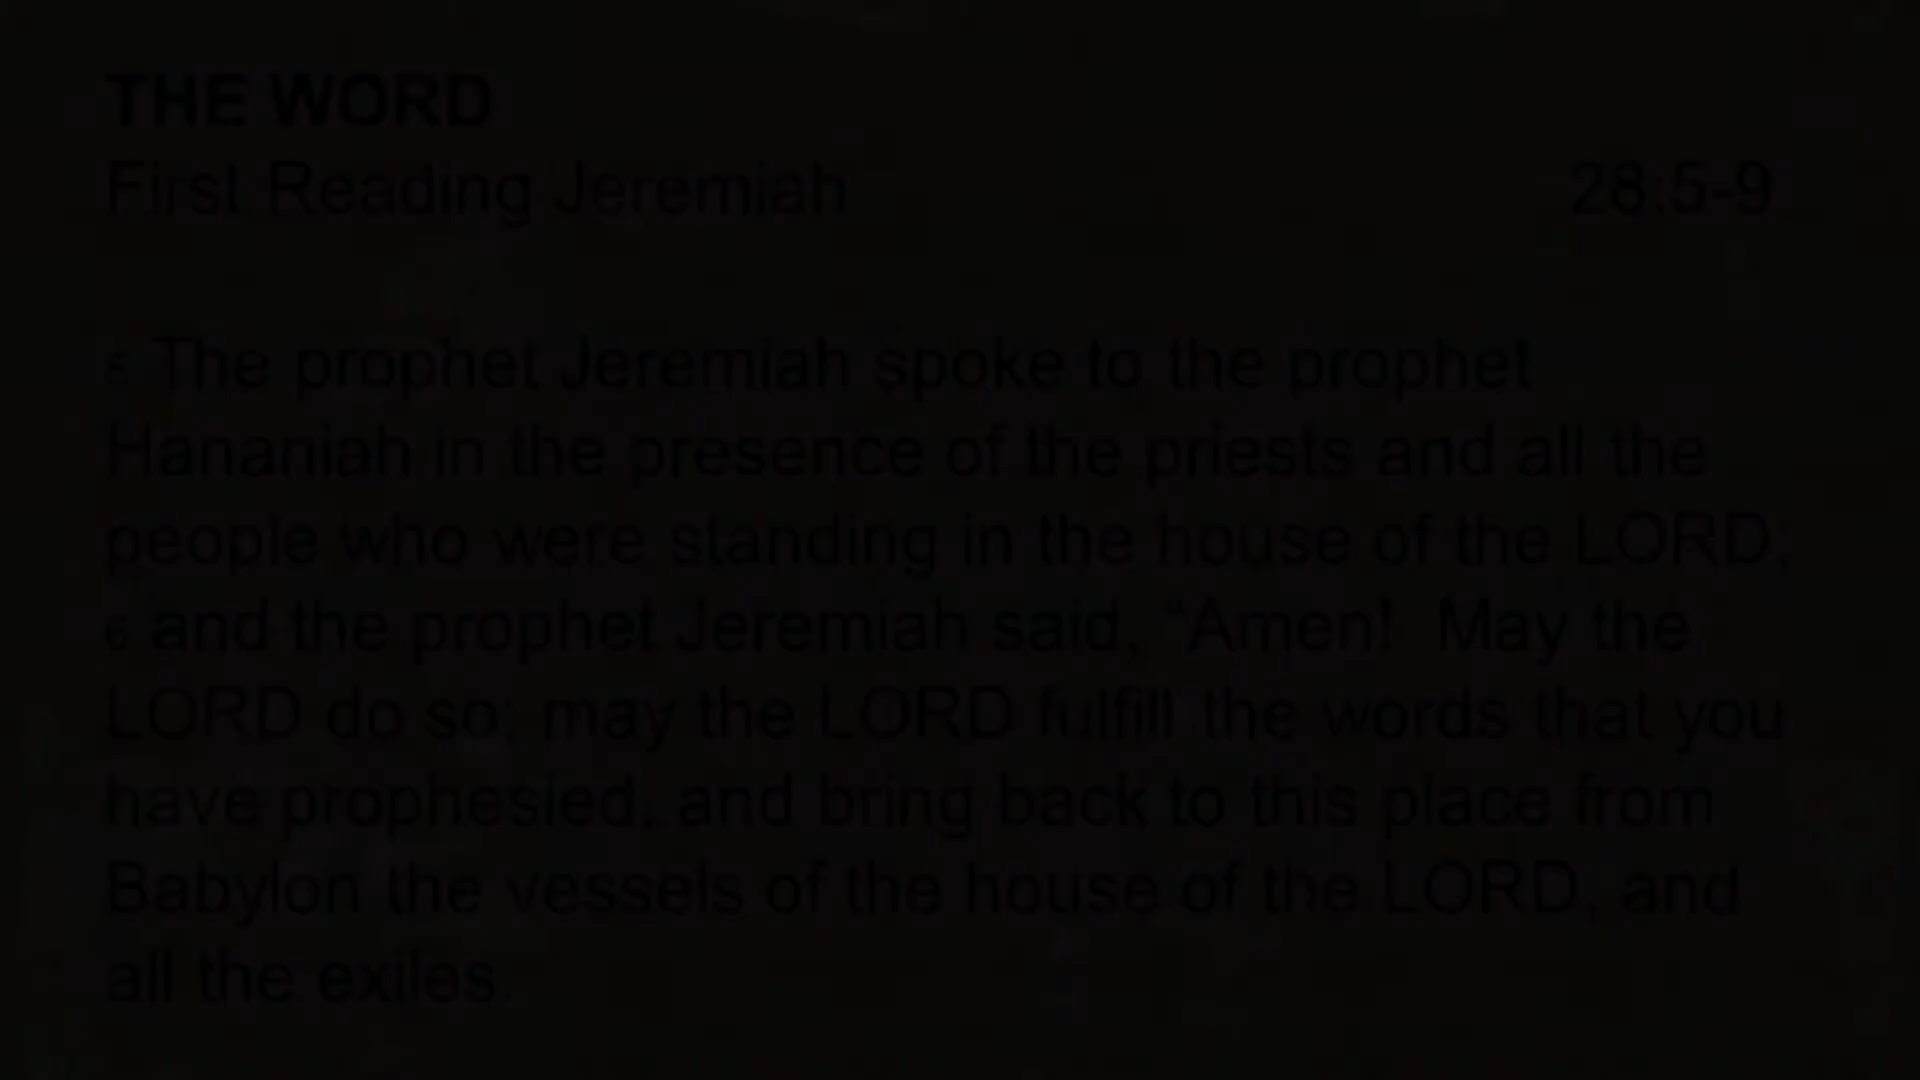 THE WORD
First Reading Jeremiah 28:5-9
5 The prophet Jeremiah spoke to the prophet
Hananiah in the presence of the priests and all the
people who were standing in the house of the LORD;
6 and the prophet Jeremiah said, “Amen!  May the
LORD do so; may the LORD fulfill the words that you
have prophesied, and bring back to this place from
Babylon the vessels of the house of the LORD, and
all the exiles.